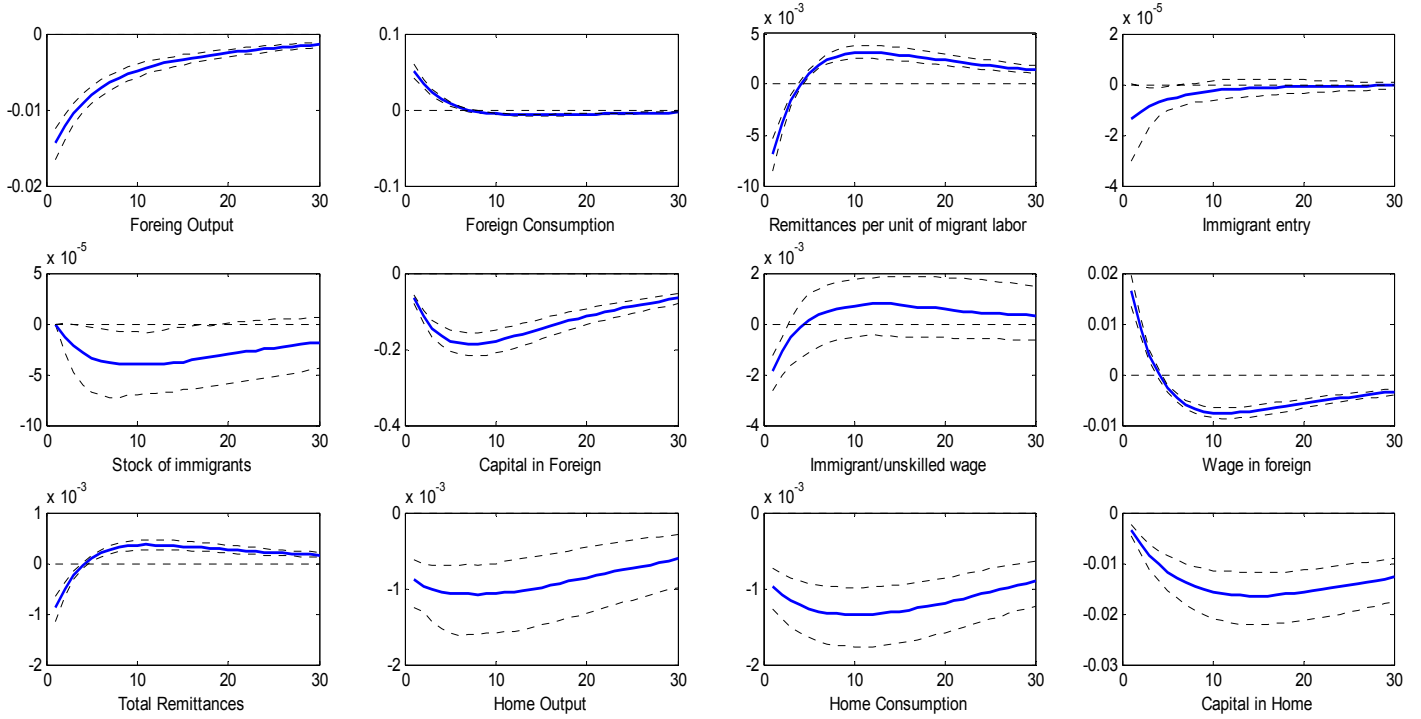 x 10⁻³ x 10⁻⁵
0 0.1 5 2
-0.01 0 0 0
-5 -2
-0.02 -0.1 -10 -4
0 10 20 30 0 10 20 30 0 10 20 30 0 10 20 30
Foreing Output Foreign Consumption Remittances per unit of migrant labor Immigrant entry
x 10⁻⁵ x 10⁻³
5 0 2 0.02
0 -0.2 0 0.01
-5 -2 0
-10 -0.4 -4 -0.01
0 10 20 30 0 10 20 30 0 10 20 30 0 10 20 30
Stock of immigrants Capital in Foreign Immigrant/unskilled wage Wage in foreign
x 10⁻³ x 10⁻³ x 10⁻³
1 0 0 0
0 -1 -1 -0.01
-1 -0.02
-2 -2 -2 -0.03
0 10 20 30 0 10 20 30 0 10 20 30 0 10 20 30
Total Remittances Home Output Home Consumption Capital in Home